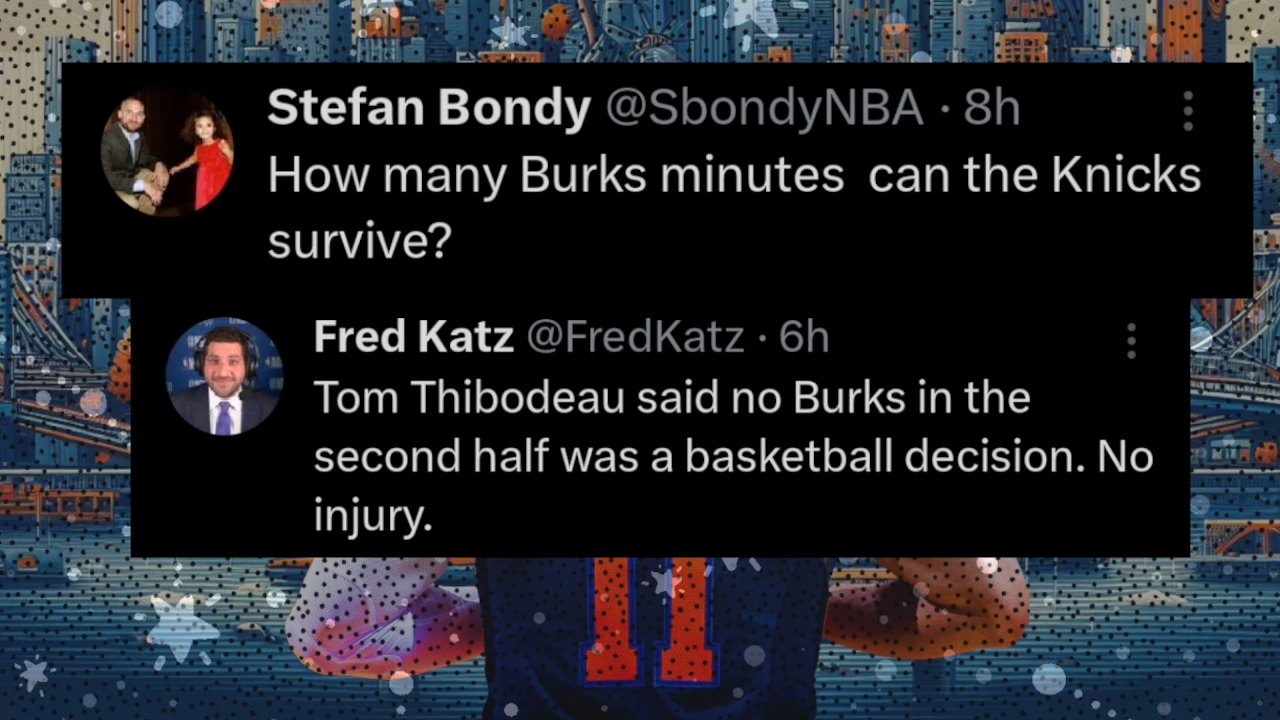 Stefan Bondy @SbondyNBA · 8h
How many Burks minutes  can the Knicks
survive?
Fred Katz @FredKatz · 6h
Tom Thibodeau said no Burks in the
second half was a basketball decision. No
injury.
11